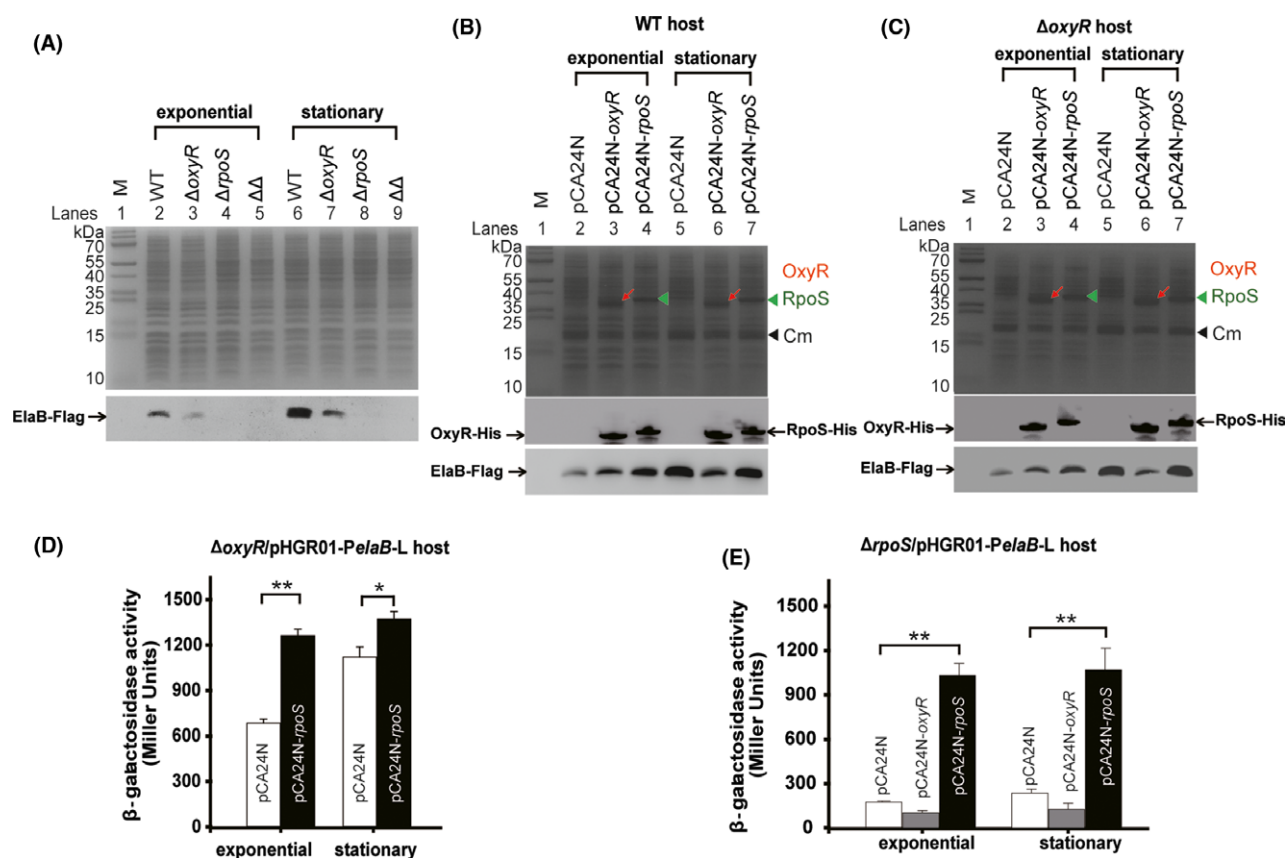 (A)
exponential
stationary
M
WT
ΔoxyR
ΔrpoS
ΔΔ
WT
ΔoxyR
ΔrpoS
ΔΔ
Lanes 1 2 3 4 5 6 7 8 9
kDa
70
55
40
35
25
15
10
ElaB-Flag
(B)
WT host
exponential
stationary
M
pCA24N
pCA24N-oxyR
pCA24N-rpoS
pCA24N
pCA24N-oxyR
pCA24N-rpoS
Lanes 1 2 3 4 5 6 7
kDa
70
55
40
35
25
15
10
OxyR
RpoS
Cm
OxyR-His
RpoS-His
ElaB-Flag
(C)
ΔoxyR host
exponential
stationary
M
pCA24N
pCA24N-oxyR
pCA24N-rpoS
pCA24N
pCA24N-oxyR
pCA24N-rpoS
Lanes 1 2 3 4 5 6 7
kDa
70
55
40
35
25
15
10
OxyR
RpoS
Cm
OxyR-His
RpoS-His
ElaB-Flag
(D)
ΔoxyR/pHGR01-PelaB-L host
β-galactosidase activity
(Miller Units)
1500
1200
900
600
300
0
**
*
pCA24N
pCA24N-rpoS
pCA24N
pCA24N-rpoS
exponential
stationary
(E)
ΔrpoS/pHGR01-PelaB-L host
β-galactosidase activity
(Miller Units)
1500
1200
900
600
300
0
**
**
pCA24N
pCA24N-oxyR
pCA24N-rpoS
pCA24N
pCA24N-oxyR
pCA24N-rpoS
exponential
stationary